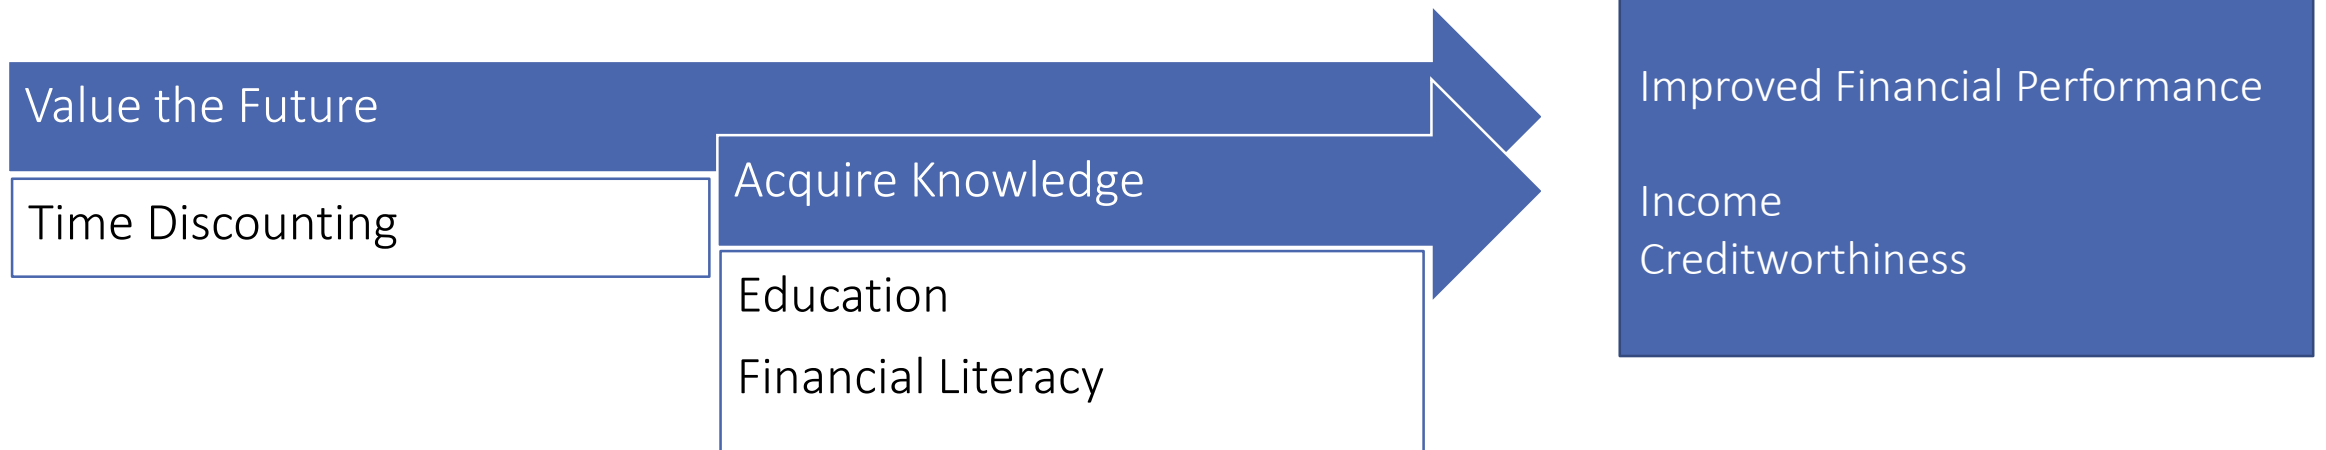 Value the Future
Time Discounting
Acquire Knowledge
Education
Financial Literacy
Improved Financial Performance
Income
Creditworthiness